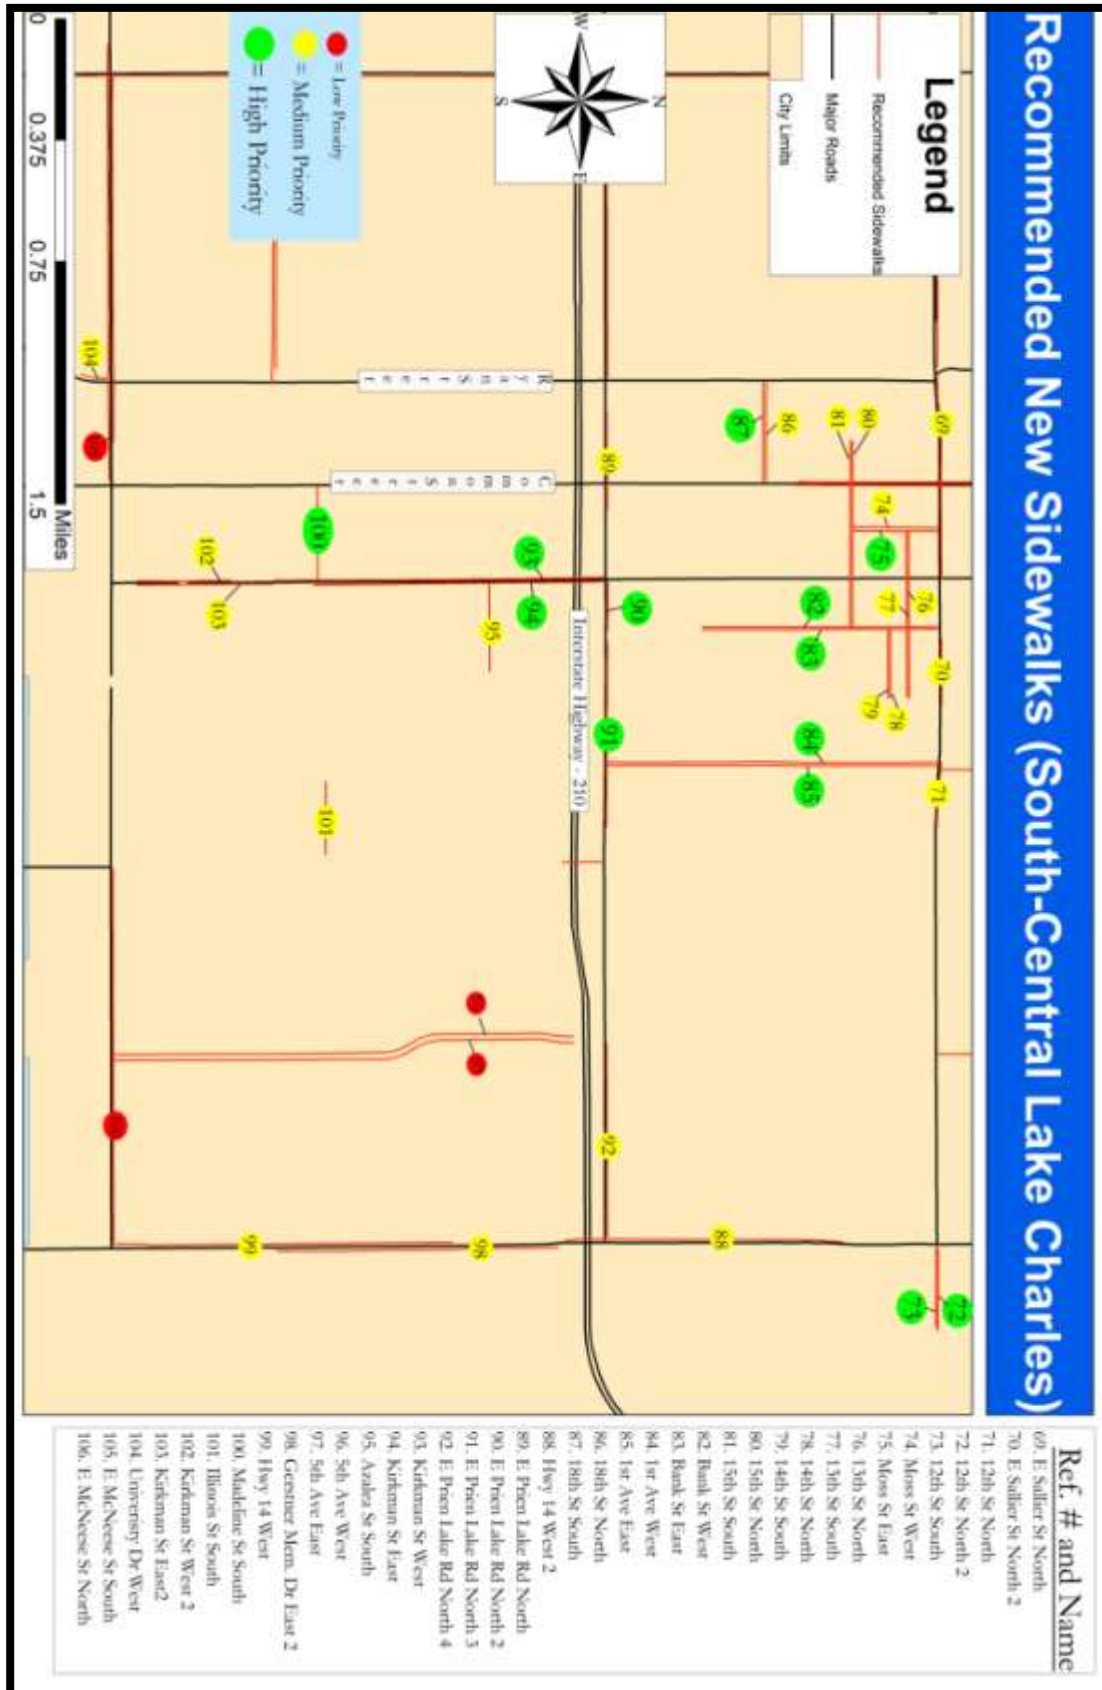 Recommended New Sidewalks (South-Central Lake Charles)
Legend
Recommended Sidewalks
Major Roads
City Limits
N
W
E
S
= Low Priority
= Medium Priority
= High Priority
0
0.375
0.75
1.5
Miles
Ryan Street
Common Street
Interstate Highway - 210
69
70
71
72
73
74
75
76
77
78
79
80
81
82
83
84
85
86
87
88
89
90
91
92
93
94
95
98
99
100
101
102
103
104
Ref. # and Name
69. E Sallier St North
70. E Sallier St North 2
71. 12th St North
72. 12th St North 2
73. 12th St South
74. Moss St West
75. Moss St East
76. 13th St North
77. 13th St South
78. 14th St North
79. 14th St South
80. 15th St North
81. 15th St South
82. Bank St West
83. Bank St East
84. 1st Ave West
85. 1st Ave East
86. 18th St North
87. 18th St South
88. Hwy 14 West 2
89. E Prien Lake Rd North
90. E Prien Lake Rd North 2
91. E Prien Lake Rd North 3
92. E Prien Lake Rd North 4
93. Kirkman St West
94. Kirkman St East
95. Azalea St South
96. 5th Ave West
97. 5th Ave East
98. Gerstner Mem. Dr East 2
99. Hwy 14 West
100. Madeline St South
101. Illinois St South
102. Kirkman St West 2
103. Kirkman St East2
104. Univeristy Dr West
105. E McNeese St South
106. E McNeese St North